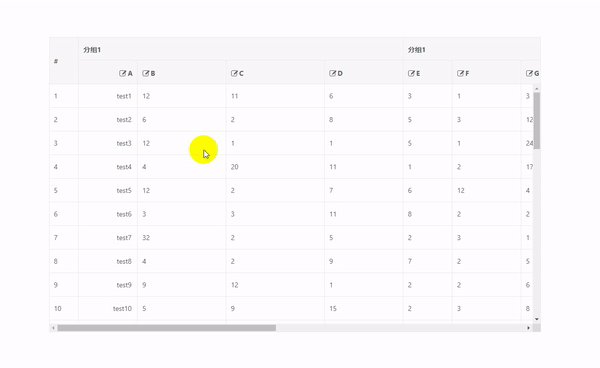 分组1 分组1
#
A B C D E F G
1 test1 12 11 6 3 1 3
2 test2 6 2 8 5 3 12
3 test3 12 1 1 5 1 24
4 test4 4 20 11 1 2 17
5 test5 12 2 7 6 12 4
6 test6 3 3 11 8 2 2
7 test7 32 2 5 2 3 1
8 test8 4 2 9 7 2 5
9 test9 9 12 1 2 2 6
10 test10 5 9 15 2 3 8